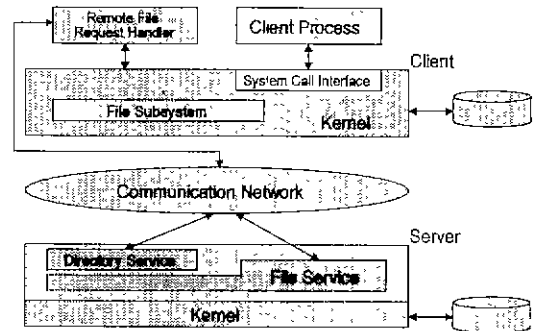 Remote File
Request Handler
Client Process
Client
System Call Interface
File Subsystem
Kernel
Communication Network
Server
Directory Service
File Service
Kernel